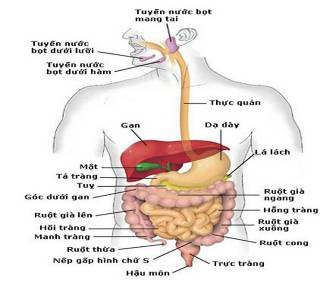 Tuyến nước bọt
mang tai
Tuyến nước
bọt dưới lưỡi
Tuyến nước
bọt dưới hàm
Thực quản
Gan
Dạ dày
Lá lách
Mật
Tá tràng
Tuỵ
Góc dưới gan
Ruột già
ngang
Ruột già lên
Hỗng tràng
Hồi tràng
Ruột già
xuống
Manh tràng
Ruột thừa
Ruột cong
Nếp gấp hình chữ S
Trực tràng
Hậu môn